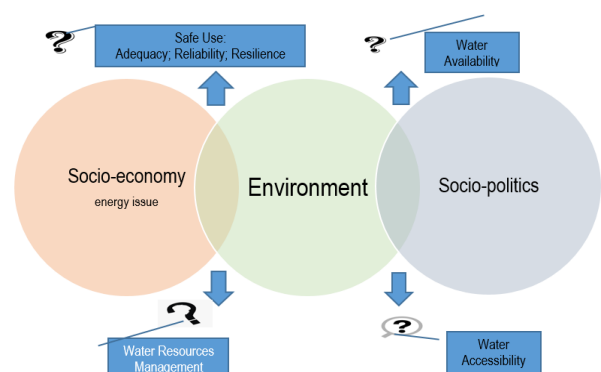 ?
Safe Use:
Adequacy; Reliability; Resilience
?
Water
Availability
Socio-economy
energy issue
Environment
Socio-politics
?
Water Resources
Management
?
Water
Accessibility